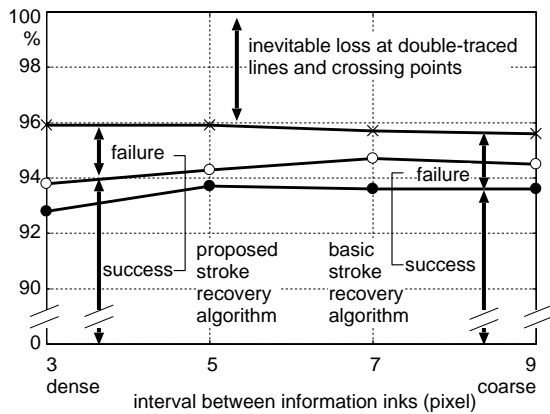 100
%
98
96
94
92
90
0
inevitable loss at double-traced
lines and crossing points
failure
failure
success
success
proposed
stroke
recovery
algorithm
basic
stroke
recovery
algorithm
3
5
7
9
dense
coarse
interval between information inks (pixel)